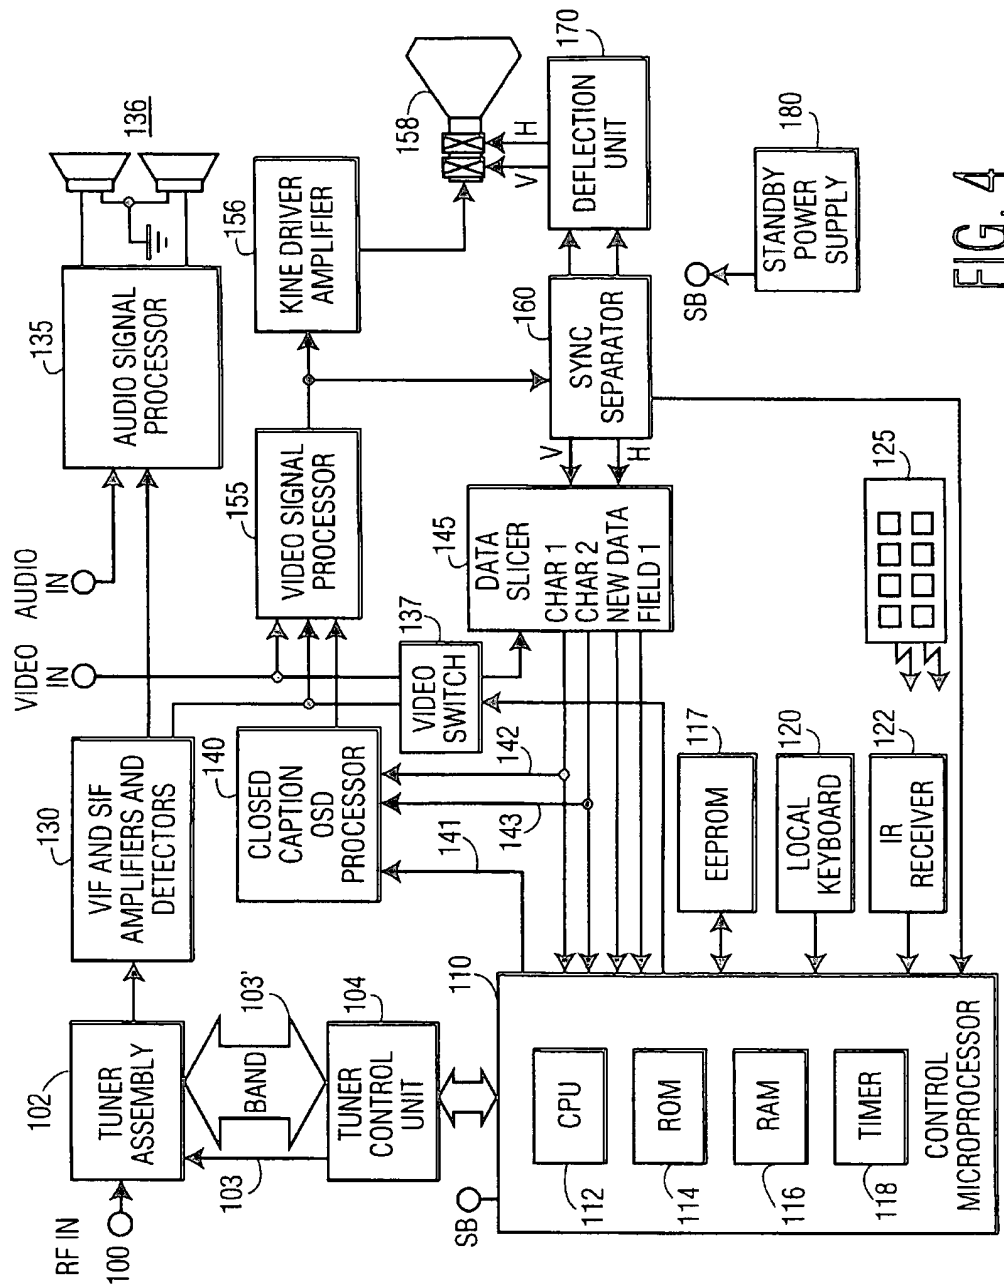 RF IN
100
102
TUNER
ASSEMBLY
103
BAND
103'
104
TUNER
CONTROL
UNIT
130
VIF AND SIF
AMPLIFIERS AND
DETECTORS
VIDEO
IN
AUDIO
IN
135
AUDIO SIGNAL
PROCESSOR
136
140
CLOSED
CAPTION
OSD
PROCESSOR
137
VIDEO
SWITCH
155
VIDEO SIGNAL
PROCESSOR
156
KINE DRIVER
AMPLIFIER
158
141
143
142
145
DATA
SLICER
CHAR 1
CHAR 2
NEW DATA
FIELD 1
V
H
160
SYNC
SEPARATOR
V
H
170
DEFLECTION
UNIT
SB
110
CPU
112
ROM
114
RAM
116
TIMER
118
CONTROL
MICROPROCESSOR
117
EEPROM
120
LOCAL
KEYBOARD
122
IR
RECEIVER
125
SB
180
STANDBY
POWER
SUPPLY
FIG. 4